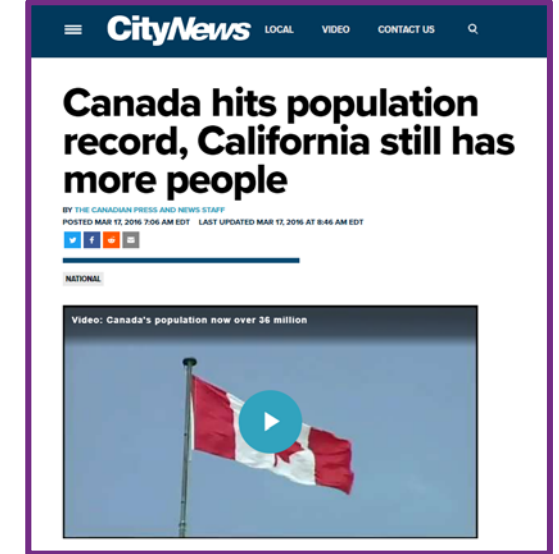 CityNews LOCAL VIDEO CONTACT US
Canada hits population
record, California still has
more people
BY THE CANADIAN PRESS AND NEWS STAFF
POSTED MAR 17, 2016 7:06 AM EDT LAST UPDATED MAR 17, 2016 AT 8:46 AM EDT
NATIONAL
Video: Canada's population now over 36 million